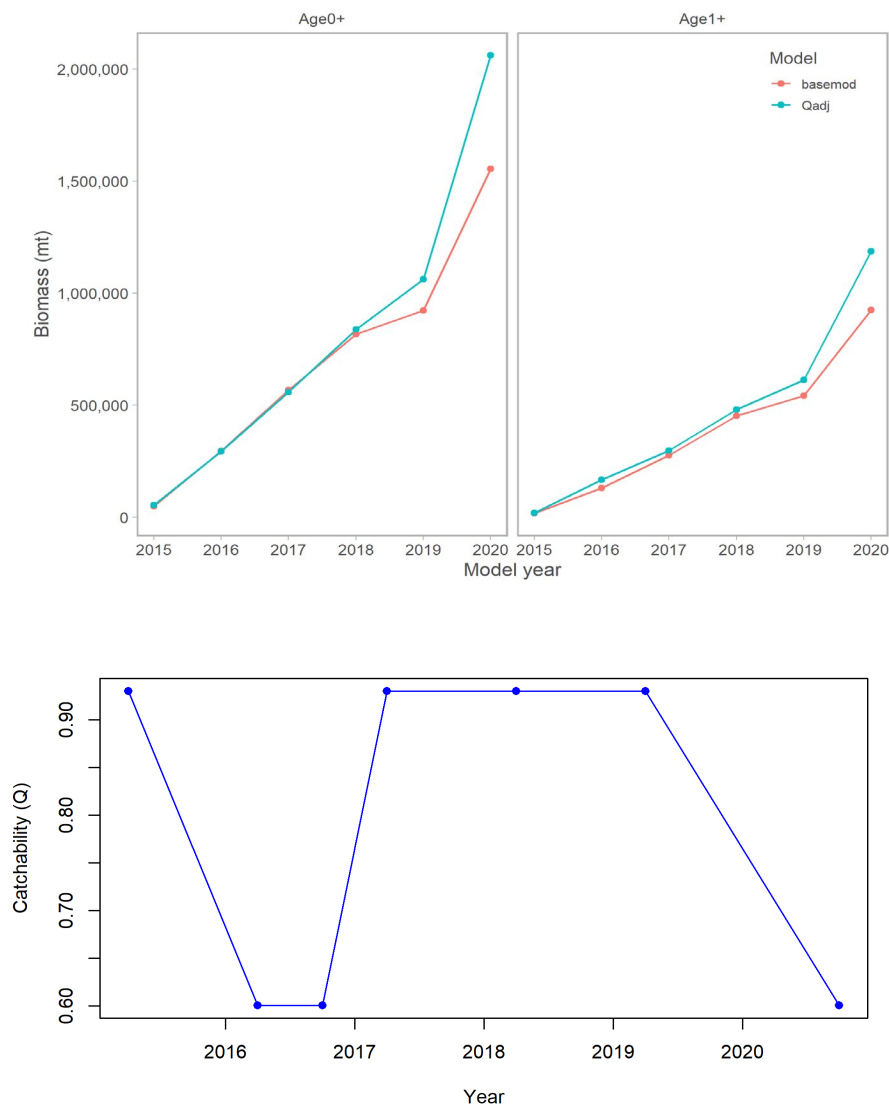 Age0+
Age1+
Model
basemod
Qadj
Biomass (mt)
2,000,000
1,500,000
1,000,000
500,000
0
2015 2016 2017 2018 2019 2020
2015 2016 2017 2018 2019 2020
Model year
Catchability (Q)
0.90
0.80
0.70
0.60
2016 2017 2018 2019 2020
Year